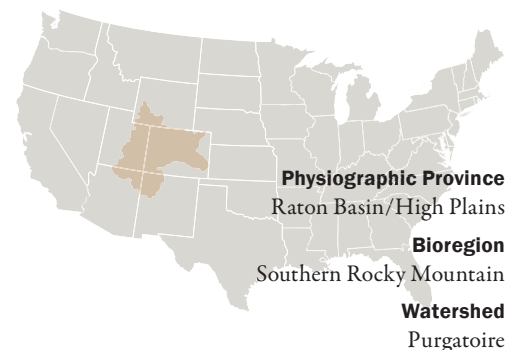 Physiographic Province
Raton Basin/High Plains
Bioregion
Southern Rocky Mountain
Watershed
Purgatoire